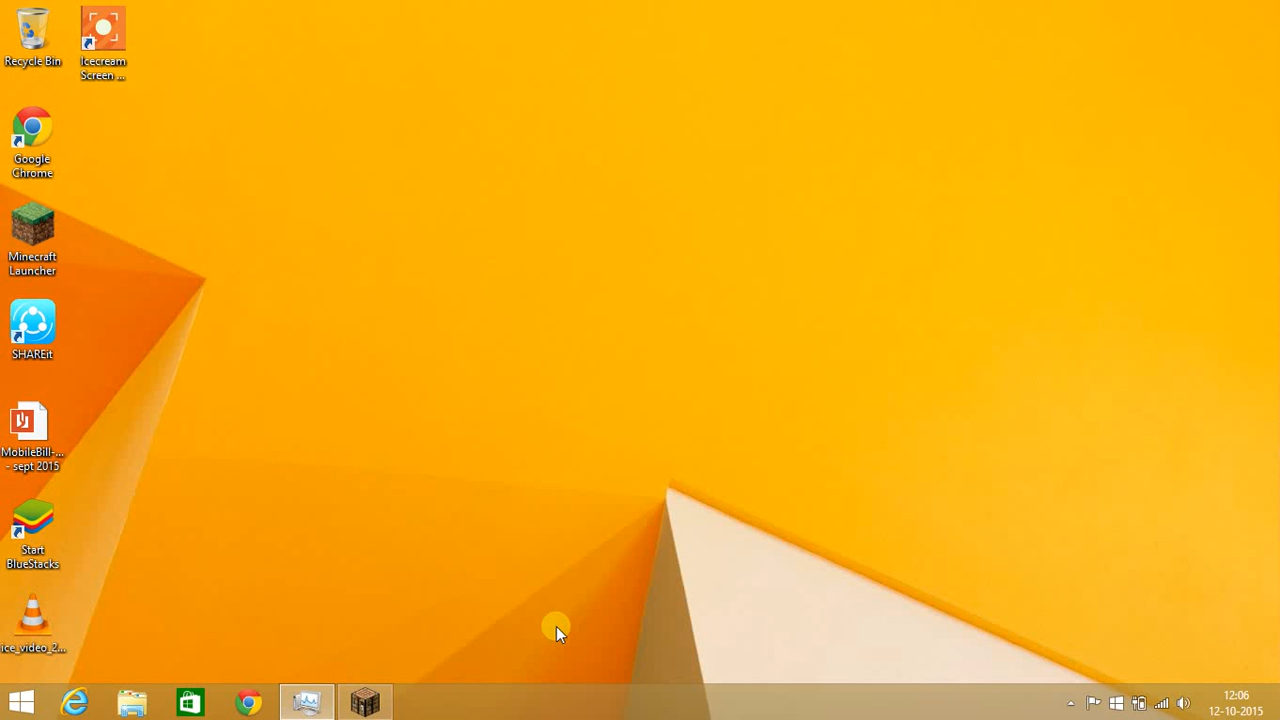 Recycle Bin
Icecream
Screen ...
Google
Chrome
Minecraft
Launcher
SHAREit
MobileBill-...
- sept 2015
Start
BlueStacks
ice_video_2...
12:06
12-10-2015